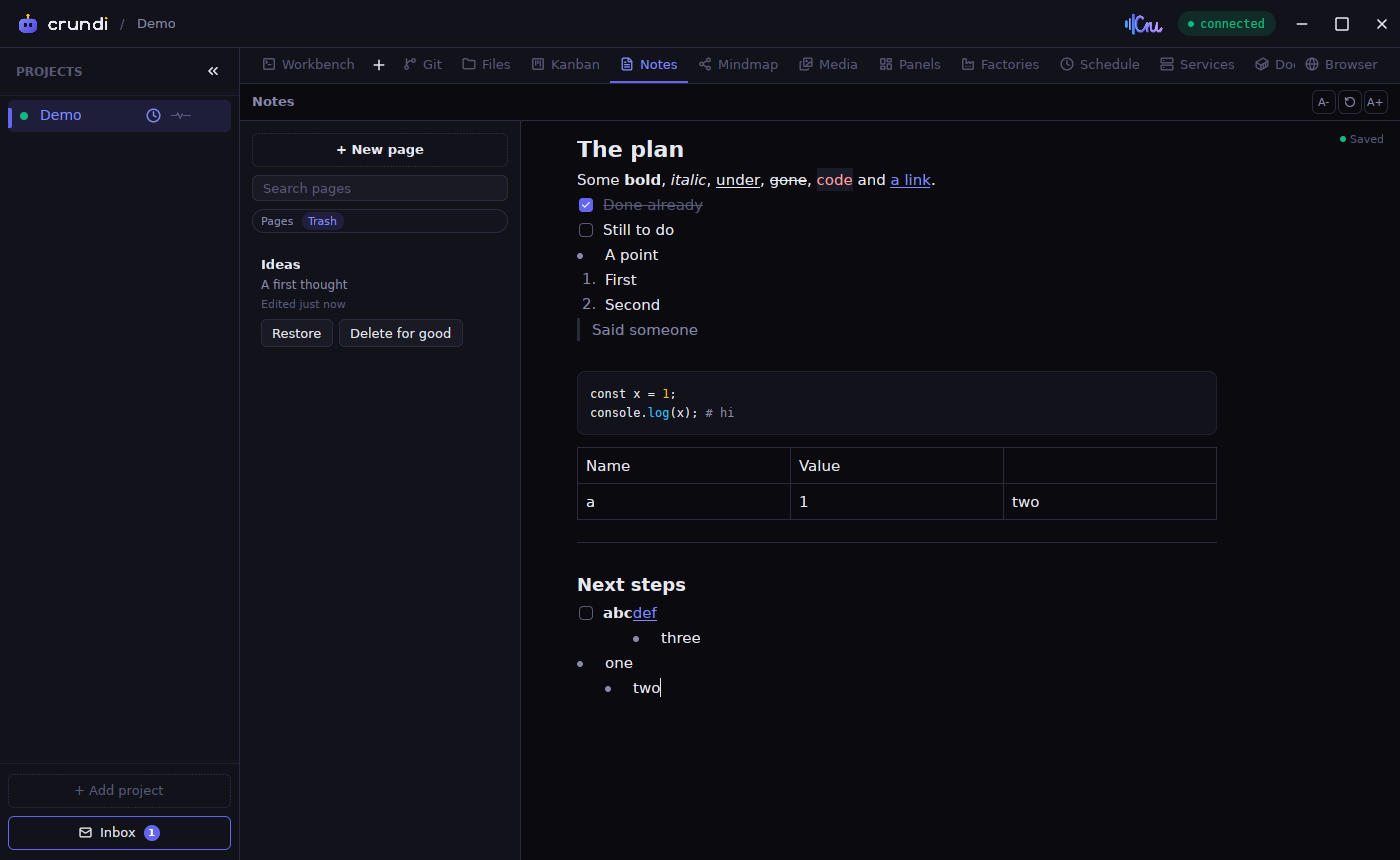 crundi / Demo
Cru
connected
PROJECTS
Demo
+ Add project
Inbox 1
Workbench + Git Files Kanban Notes Mindmap Media Panels Factories Schedule Services Doc Browser
Notes
A- A+
+ New page
Search pages
Pages Trash
Ideas
A first thought
Edited just now
Restore Delete for good
Saved
The plan
Some bold, italic, under, gone, code and a link.
Done already
Still to do
• A point
1. First
2. Second
Said someone
const x = 1;
console.log(x); # hi
Name Value
a 1 two
Next steps
abcdef
• three
• one
• two